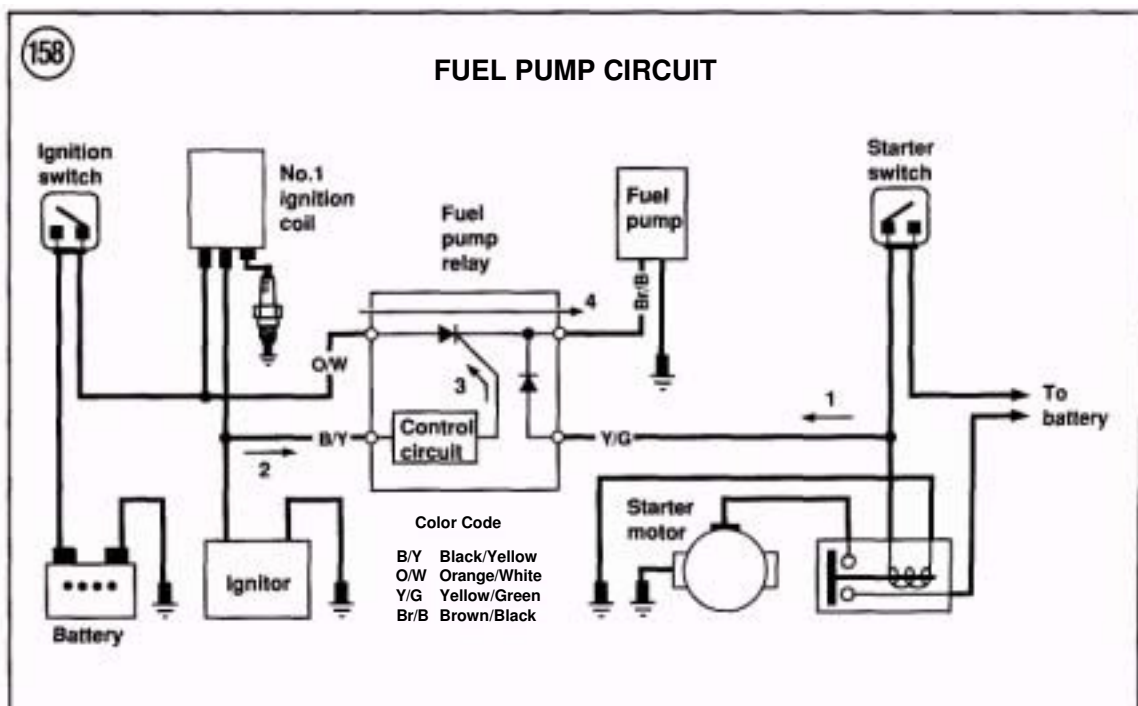 158
FUEL PUMP CIRCUIT
Ignition
switch
No.1
ignition
coil
Fuel
pump
relay
Fuel
pump
Starter
switch
Br/B
4
O/W
3
1
To
battery
B/Y
Control
circuit
Y/G
2
Starter
motor
Color Code
B/Y Black/Yellow
O/W Orange/White
Y/G Yellow/Green
Br/B Brown/Black
Ignitor
Battery